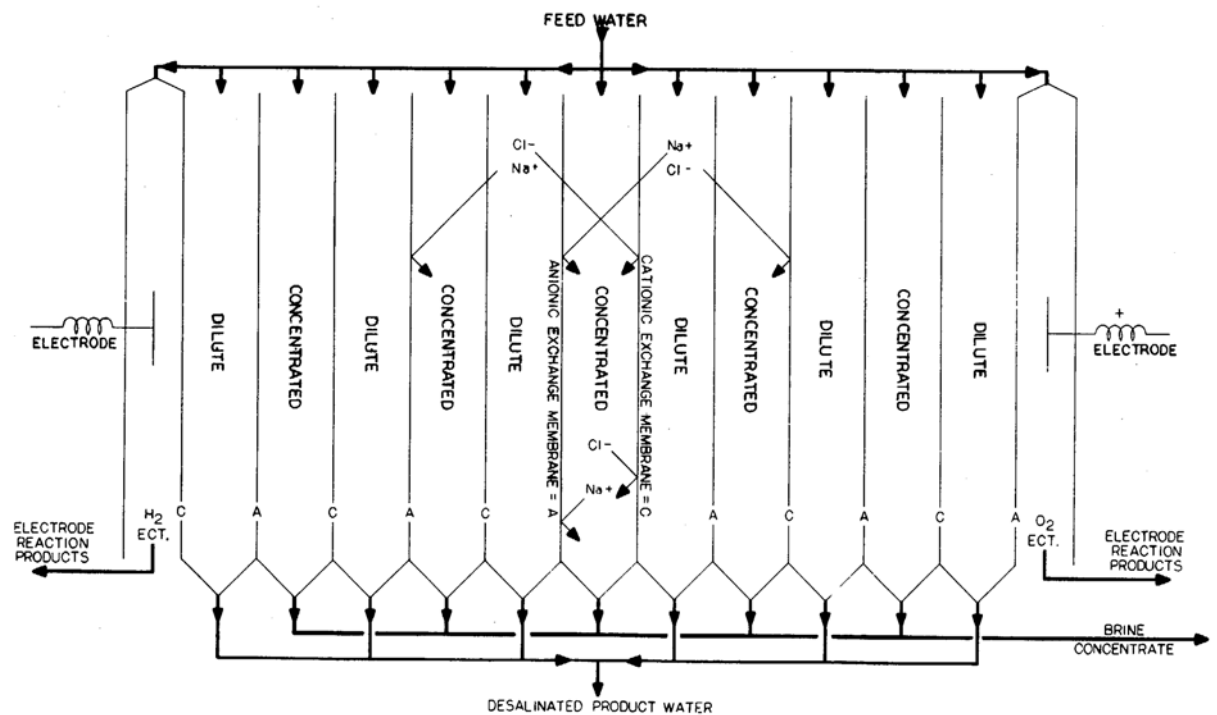 FEED WATER
Cl-
Na+
Na+
Cl-
DILUTE
CONCENTRATED
DILUTE
CONCENTRATED
DILUTE
ANIONIC EXCHANGE MEMBRANE = A
CONCENTRATED
CATIONIC EXCHANGE MEMBRANE = C
DILUTE
CONCENTRATED
DILUTE
CONCENTRATED
DILUTE
ELECTRODE
+
ELECTRODE
Cl-
Na+
H2
ECT.
C
A
C
A
C
A
C
A
C
A
O2
ECT.
ELECTRODE
REACTION
PRODUCTS
ELECTRODE
REACTION
PRODUCTS
BRINE
CONCENTRATE
DESALINATED PRODUCT WATER